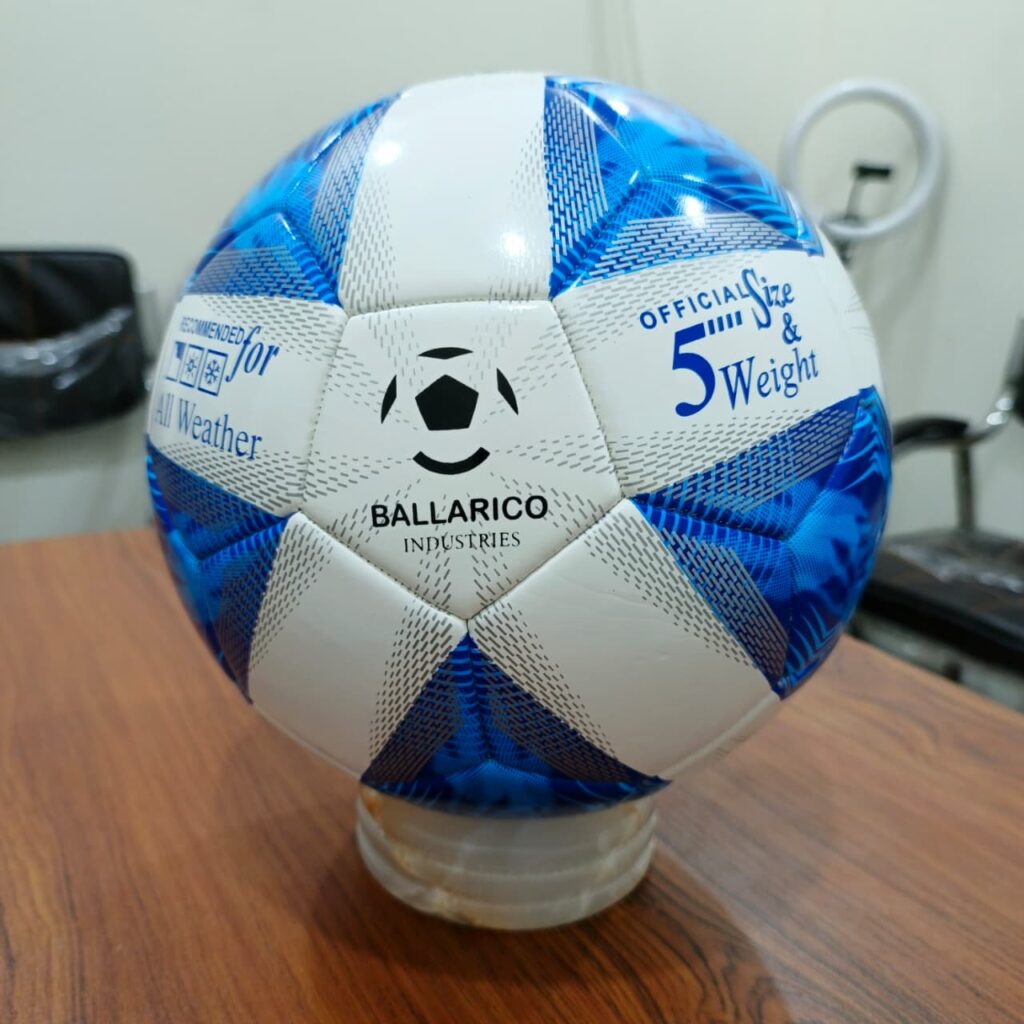 RECOMMENDED for
All Weather
BALLARICO
INDUSTRIES
OFFICIAL Size
5 &
Weight